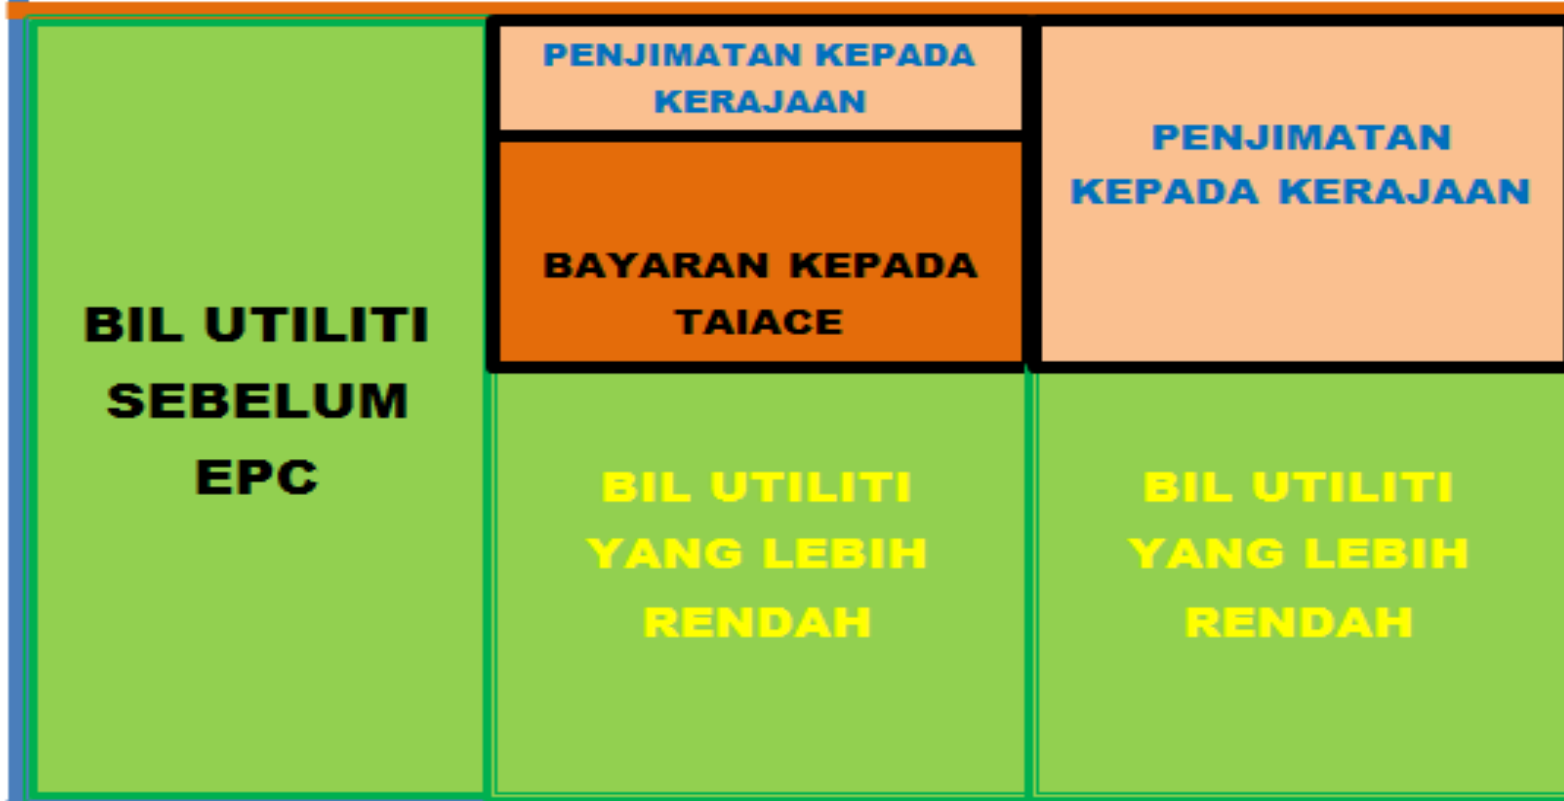 BIL UTILITI
SEBELUM
EPC
PENJIMATAN KEPADA
KERAJAAN
BAYARAN KEPADA
TAIACE
BIL UTILITI
YANG LEBIH
RENDAH
PENJIMATAN
KEPADA KERAJAAN
BIL UTILITI
YANG LEBIH
RENDAH